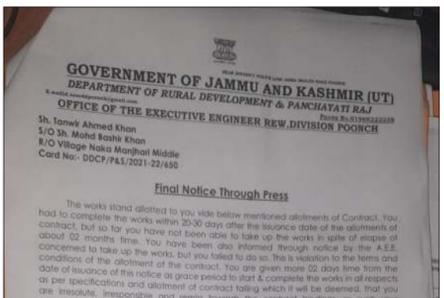 GOVERNMENT OF JAMMU AND KASHMIR (UT)
DEPARTMENT OF RURAL DEVELOPMENT & PANCHAYATI RAJ
OFFICE OF THE EXECUTIVE ENGINEER REW, DIVISION POONCH
Sh. Tanwir Ahmed Khan
S/O Sh. Mohd Bashir Khan
R/O Village Naka Manjhari Middle
Card No:- DDCP/P&S/2021-22/650
Final Notice Through Press
The works stand allotted to you vide below mentioned allotments of Contract. You
had to complete the works within 20-30 days after the issuance date of the allotments of
contract, but so far you have not been able to take up the works in spite of elapse of
about 02 months time. You have been also informed through notice by the A.E.E.
concerned to take up the works, but you failed to do so. This is violation to the terms and
conditions of the allotment of the contract. You are given more 02 days time from the
date of issuance of this notice as grace period to start & complete the works in all respects
as per specifications and allotment of contract failing which it will be deemed, that you
are irresolute, irresponsible and